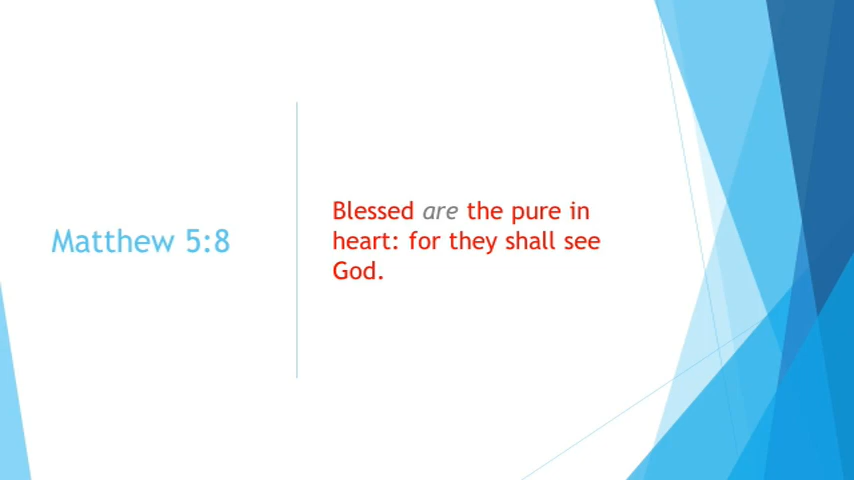 Matthew 5:8
Blessed are the pure in
heart: for they shall see
God.